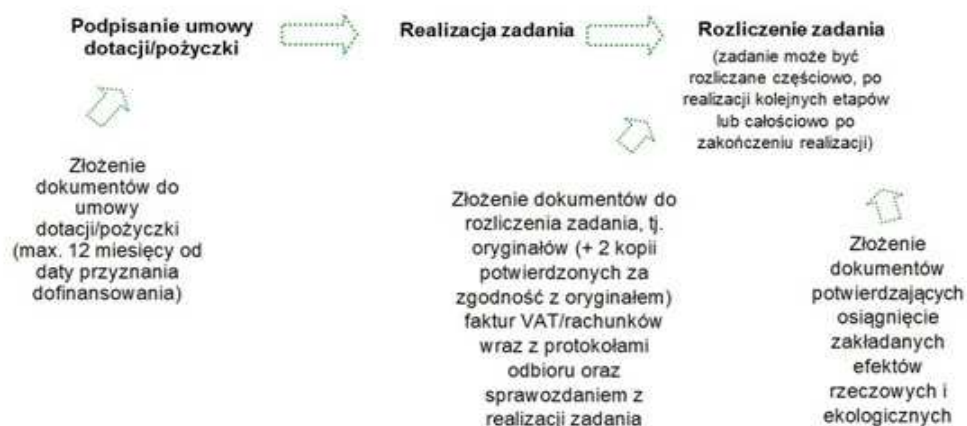 Podpisanie umowy
dotacji/pożyczki
Realizacja zadania
Rozliczenie zadania
(zadanie może być
rozliczane częściowo, po
realizacji kolejnych etapów
lub całościowo po
zakończeniu realizacji)
Złożenie
dokumentów do
umowy
dotacji/pożyczki
(max. 12 miesięcy od
daty przyznania
dofinansowania)
Złożenie dokumentów do
rozliczenia zadania, tj.
oryginałów (+ 2 kopii
potwierdzonych za
zgodność z oryginałem)
faktur VAT/rachunków
wraz z protokołami
odbioru oraz
sprawozdaniem z
realizacji zadania
Złożenie
dokumentów
potwierdzających
osiągnięcie
zakładanych
efektów
rzeczowych i
ekologicznych